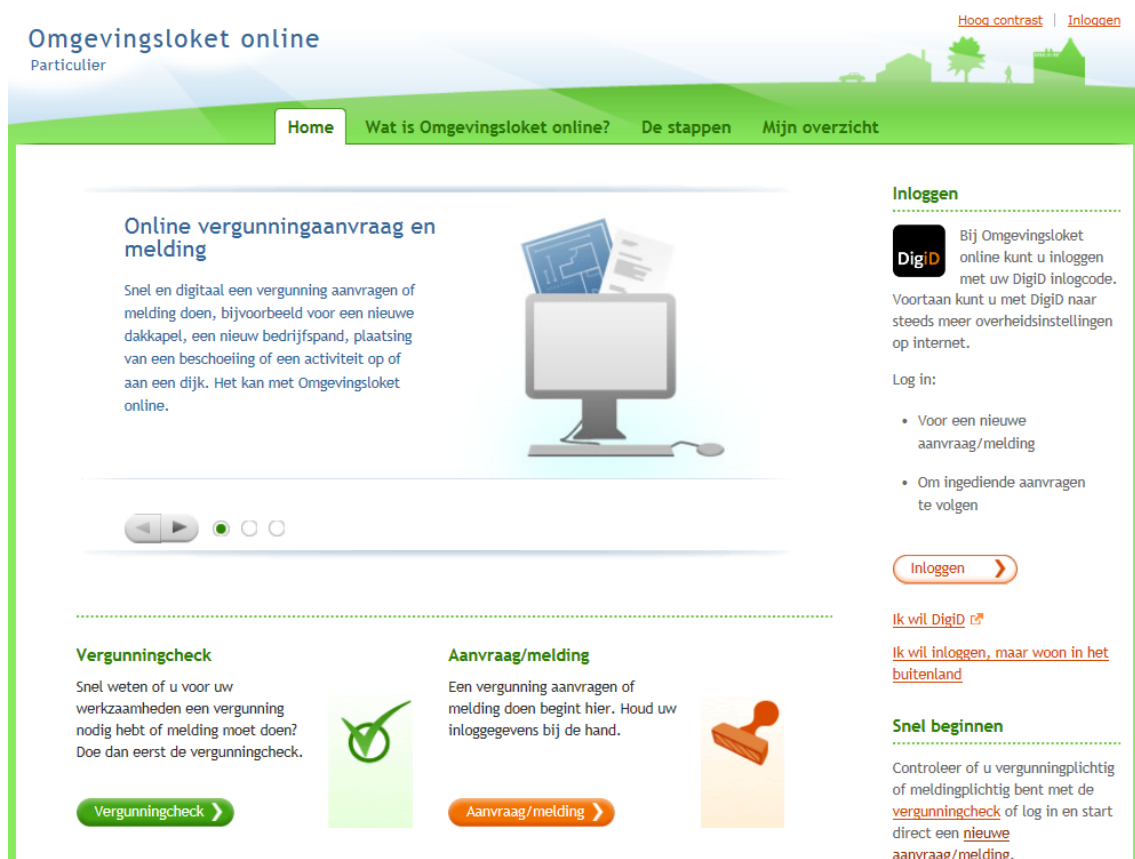 Hoog contrast | Inloggen
Omgevingsloket online
Particulier
Home
Wat is Omgevingsloket online?
De stappen
Mijn overzicht
Online vergunningaanvraag en
melding
Snel en digitaal een vergunning aanvragen of
melding doen, bijvoorbeeld voor een nieuwe
dakkapel, een nieuw bedrijfspand, plaatsing
van een beschoeiing of een activiteit op of
aan een dijk. Het kan met Omgevingsloket
online.
Vergunningcheck
Snel weten of u voor uw
werkzaamheden een vergunning
nodig hebt of melding moet doen?
Doe dan eerst de vergunningcheck.
Vergunningcheck
Aanvraag/melding
Een vergunning aanvragen of
melding doen begint hier. Houd uw
inloggegevens bij de hand.
Aanvraag/melding
Inloggen
DigiD
Bij Omgevingsloket
online kunt u inloggen
met uw DigiD inlogcode.
Voortaan kunt u met DigiD naar
steeds meer overheidsinstellingen
op internet.
Log in:
• Voor een nieuwe
aanvraag/melding
• Om ingediende aanvragen
te volgen
Inloggen
Ik wil DigiD
Ik wil inloggen, maar woon in het
buitenland
Snel beginnen
Controleer of u vergunningplichtig
of meldingplichtig bent met de
vergunningcheck of log in en start
direct een nieuwe
aanvraag/melding.